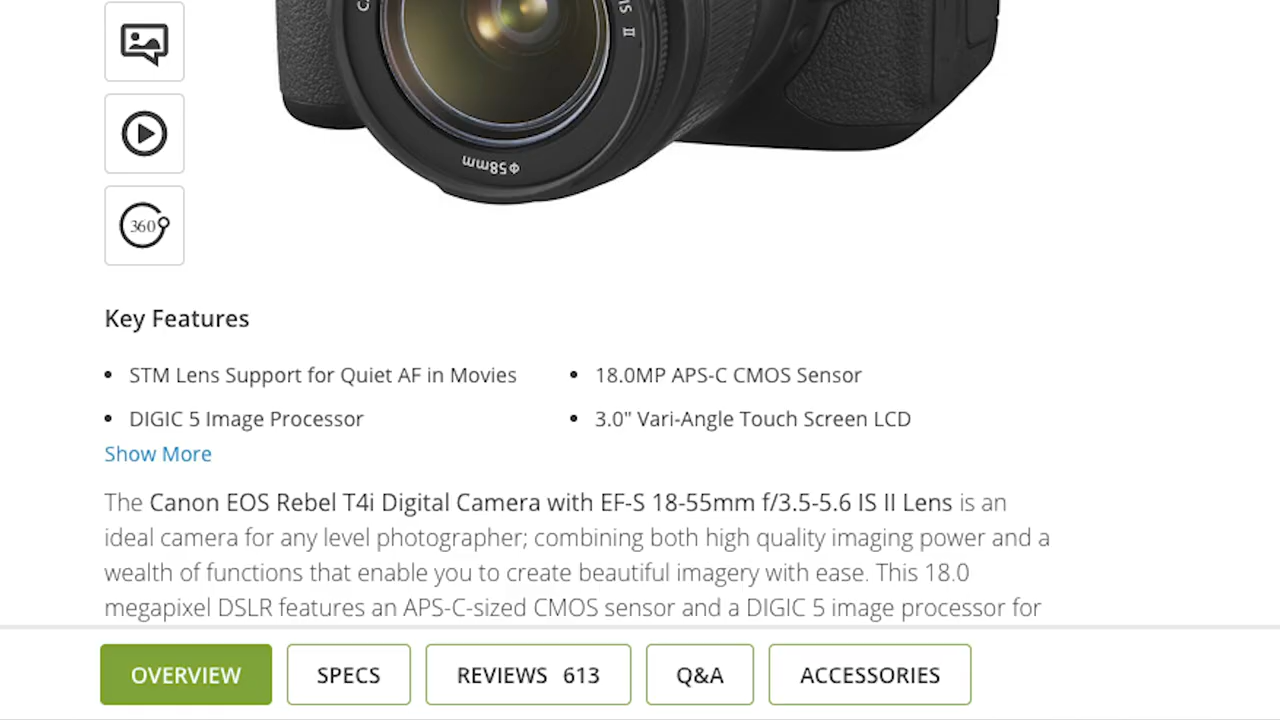 IS II
Φ58mm
360
Key Features
• STM Lens Support for Quiet AF in Movies
• 18.0MP APS-C CMOS Sensor
• DIGIC 5 Image Processor
• 3.0" Vari-Angle Touch Screen LCD
Show More
The Canon EOS Rebel T4i Digital Camera with EF-S 18-55mm f/3.5-5.6 IS II Lens is an
ideal camera for any level photographer; combining both high quality imaging power and a
wealth of functions that enable you to create beautiful imagery with ease. This 18.0
megapixel DSLR features an APS-C-sized CMOS sensor and a DIGIC 5 image processor for
OVERVIEW SPECS REVIEWS 613 Q&A ACCESSORIES